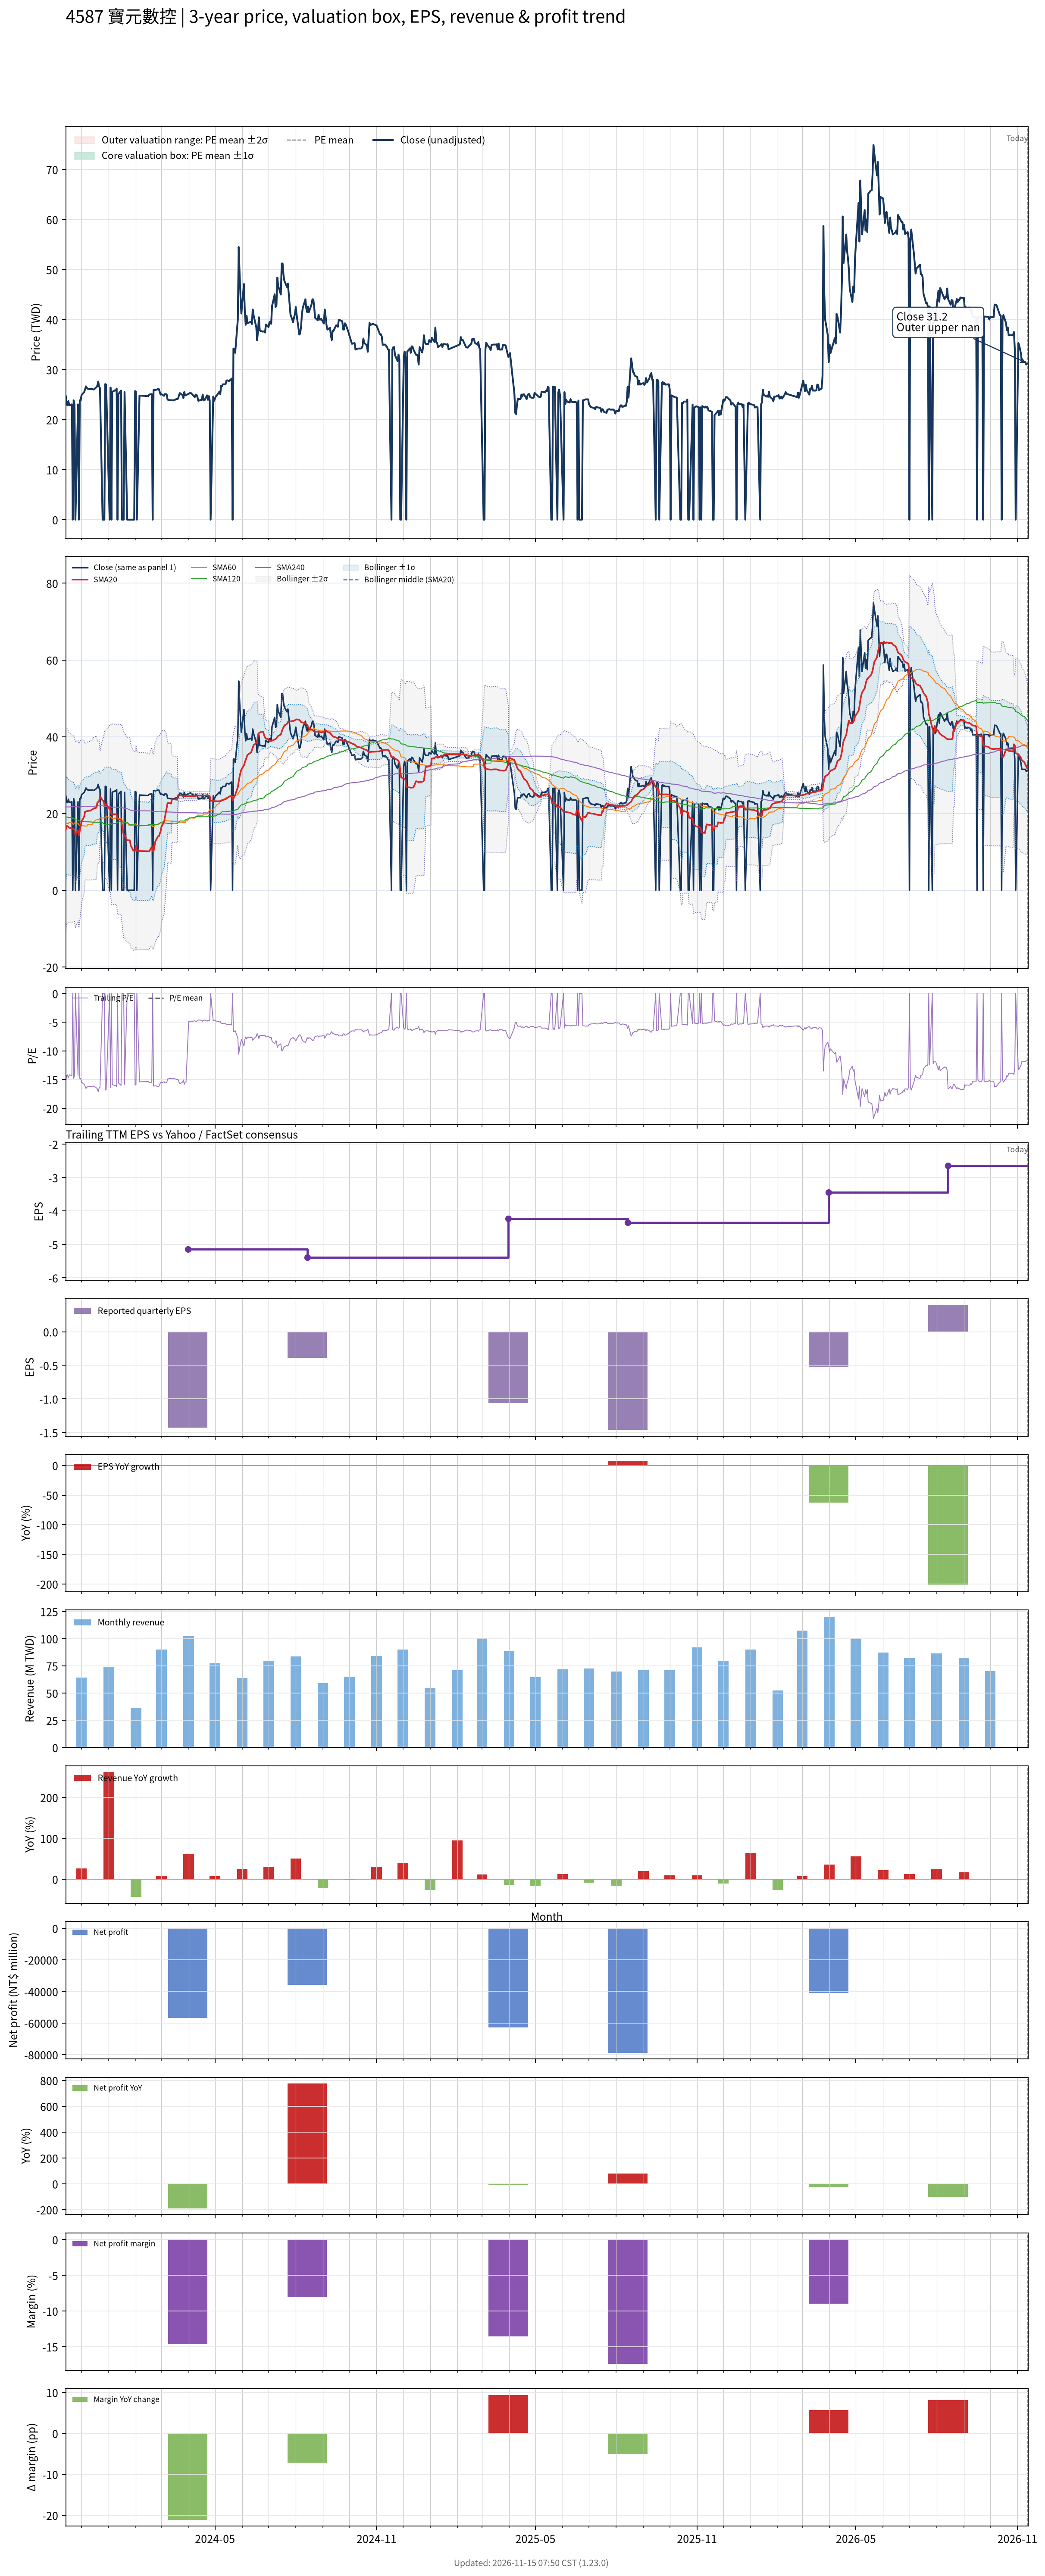 4587 寶元數控 | 3-year price, valuation box, EPS, revenue & profit trend
Outer valuation range: PE mean ±2σ
PE mean
Close (unadjusted)
Core valuation box: PE mean ±1σ
Today
70
60
50
40
30
20
10
0
Price (TWD)
Close 31.2
Outer upper nan
Close (same as panel 1)
SMA20
SMA60
SMA120
SMA240
Bollinger ±2σ
Bollinger ±1σ
Bollinger middle (SMA20)
80
60
40
20
0
-20
Price
Trailing P/E
P/E mean
0
-5
-10
-15
-20
P/E
Trailing TTM EPS vs Yahoo / FactSet consensus
Today
-2
-3
-4
-5
-6
EPS
Reported quarterly EPS
0.0
-0.5
-1.0
-1.5
EPS
EPS YoY growth
0
-50
-100
-150
-200
YoY (%)
Monthly revenue
125
100
75
50
25
0
Revenue (M TWD)
Revenue YoY growth
200
100
0
YoY (%)
Month
Net profit
0
-20000
-40000
-60000
-80000
Net profit (NT$ million)
Net profit YoY
800
600
400
200
0
-200
YoY (%)
Net profit margin
0
-5
-10
-15
Margin (%)
Margin YoY change
10
0
-10
-20
Δ margin (pp)
2024-05
2024-11
2025-05
2025-11
2026-05
2026-11
Updated: 2026-11-15 07:50 CST (1.23.0)